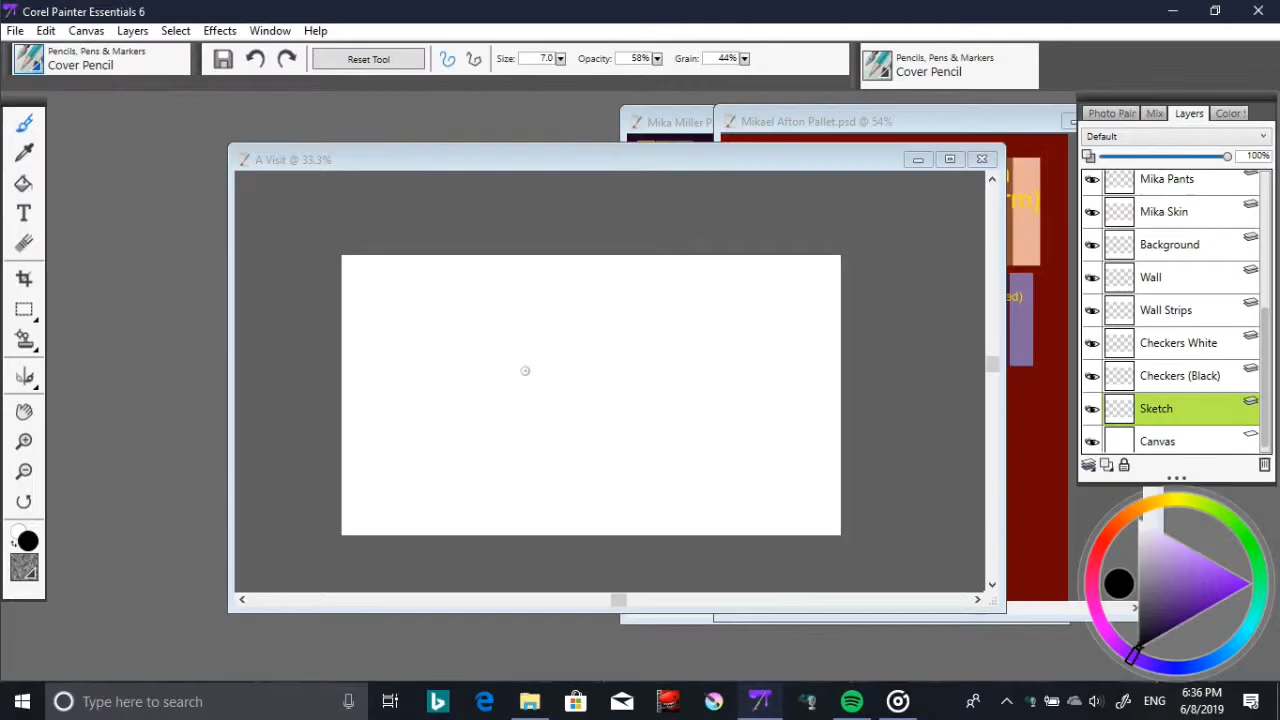 Corel Painter Essentials 6
File Edit Canvas Layers Select Effects Window Help
Pencils, Pens & Markers
Cover Pencil
Reset Tool
Size: 7.0
Opacity: 58%
Grain: 44%
Pencils, Pens & Markers
Cover Pencil
Mika Miller P
Mikael Afton Pallet.psd @ 54%
A Visit @ 33.3%
rm)
ed)
Photo Pain Mix Layers Color
Default
100%
Mika Pants
Mika Skin
Background
Wall
Wall Strips
Checkers White
Checkers (Black)
Sketch
Canvas
Type here to search
ENG
6:36 PM
6/8/2019